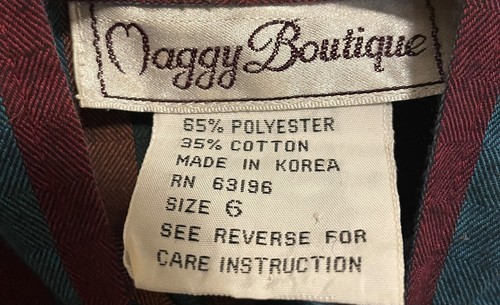 Maggy Boutique
65% POLYESTER
35% COTTON
MADE IN KOREA
RN 63196
SIZE 6
SEE REVERSE FOR
CARE INSTRUCTION